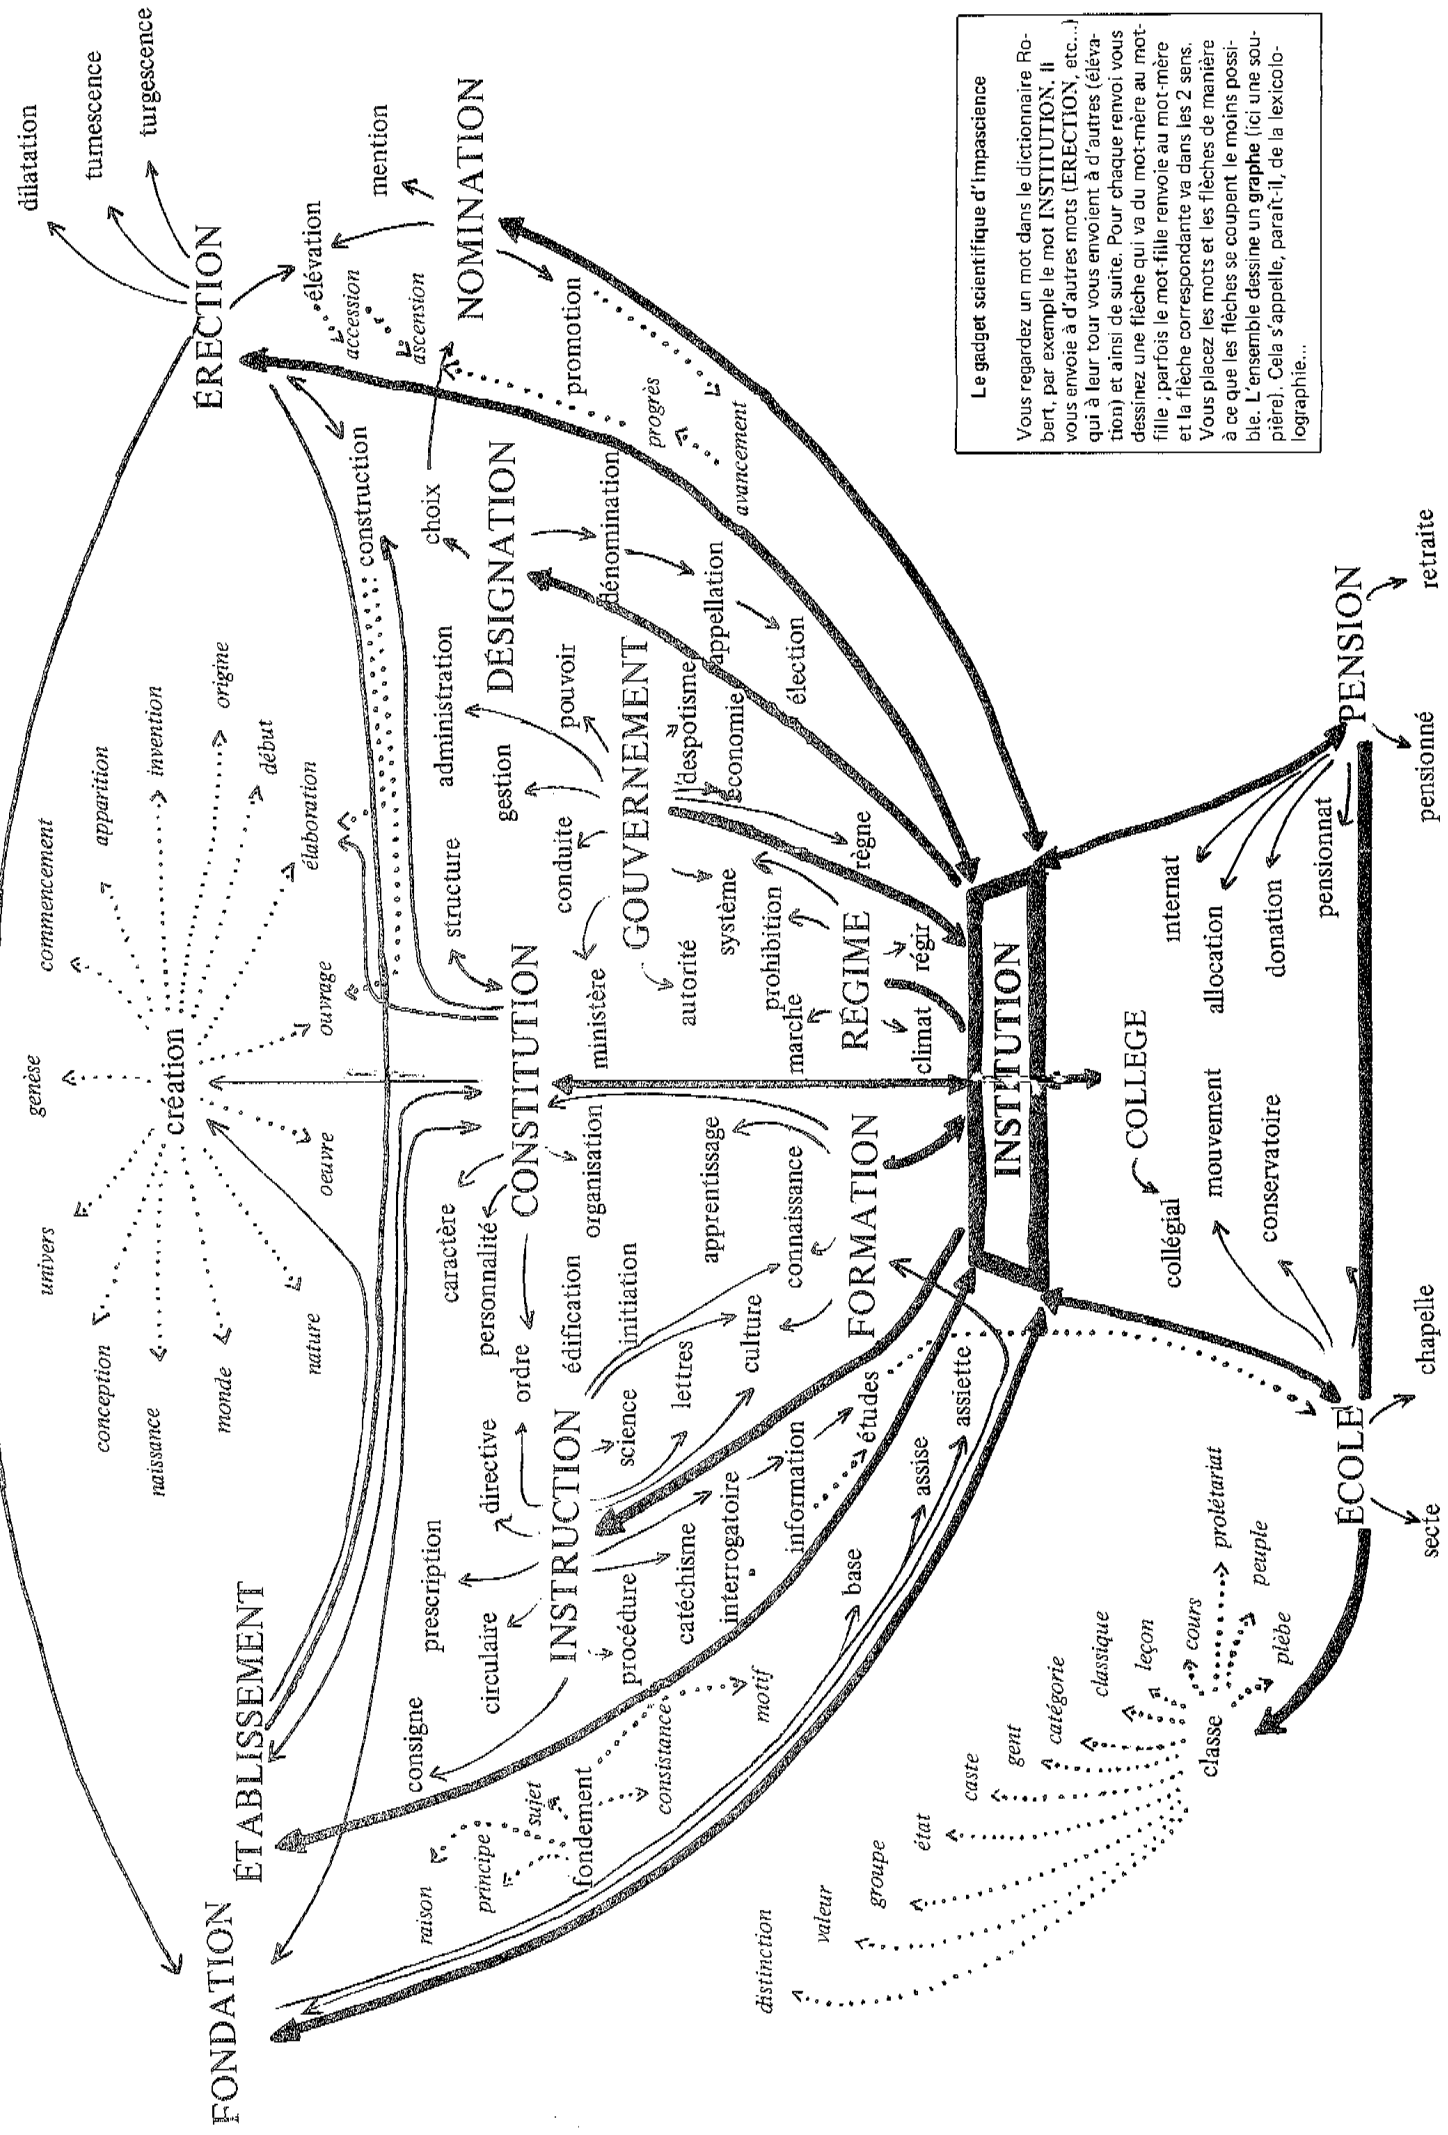 dilatation
tumescence
turgescence
ÉRECTION
élévation
accession
ascension
mention
NOMINATION
promotion
progrès
avancement
construction
choix
DÉSIGNATION
dénomination
appellation
élection
commencement
apparition
invention
origine
début
élaboration
ouvrage
genèse
création
oeuvre
univers
conception
naissance
monde
nature
administration
gestion
pouvoir
structure
conduite
GOUVERNEMENT
despotisme
économie
règne
ministère
autorité
système
prohibition
marche
RÉGIME
régir
climat
CONSTITUTION
caractère
personnalité
organisation
ordre
édification
initiation
apprentissage
connaissance
FORMATION
culture
lettres
science
directive
prescription
circulaire
INSTRUCTION
procédure
catéchisme
interrogatoire
information
études
consigne
ÉTABLISSEMENT
FONDATION
raison
principe
sujet
fondement
consistance
motif
base
assise
assiette
INSTITUTION
COLLEGE
collégial
mouvement
conservatoire
internat
allocation
donation
pensionnat
PENSION
pensionné
retraite
ÉCOLE
chapelle
secte
distinction
valeur
groupe
état
caste
gent
catégorie
classique
leçon
cours
classe
prolétariat
peuple
plèbe
Le gadget scientifique d'Impascience
Vous regardez un mot dans le dictionnaire Ro-
bert, par exemple le mot INSTITUTION. Il
vous envoie à d'autres mots (ERECTION, etc...)
qui à leur tour vous envoient à d'autres (éléva-
tion) et ainsi de suite. Pour chaque renvoi vous
dessinez une flèche qui va du mot-mère au mot-
fille ; parfois le mot-fille renvoie au mot-mère
et la flèche correspondante va dans les 2 sens.
Vous placez les mots et les flèches de manière
à ce que les flèches se coupent le moins possi-
ble. L'ensemble dessine un graphe (ici une sou-
pière). Cela s'appelle, paraît-il, de la lexicolo-
lographie...